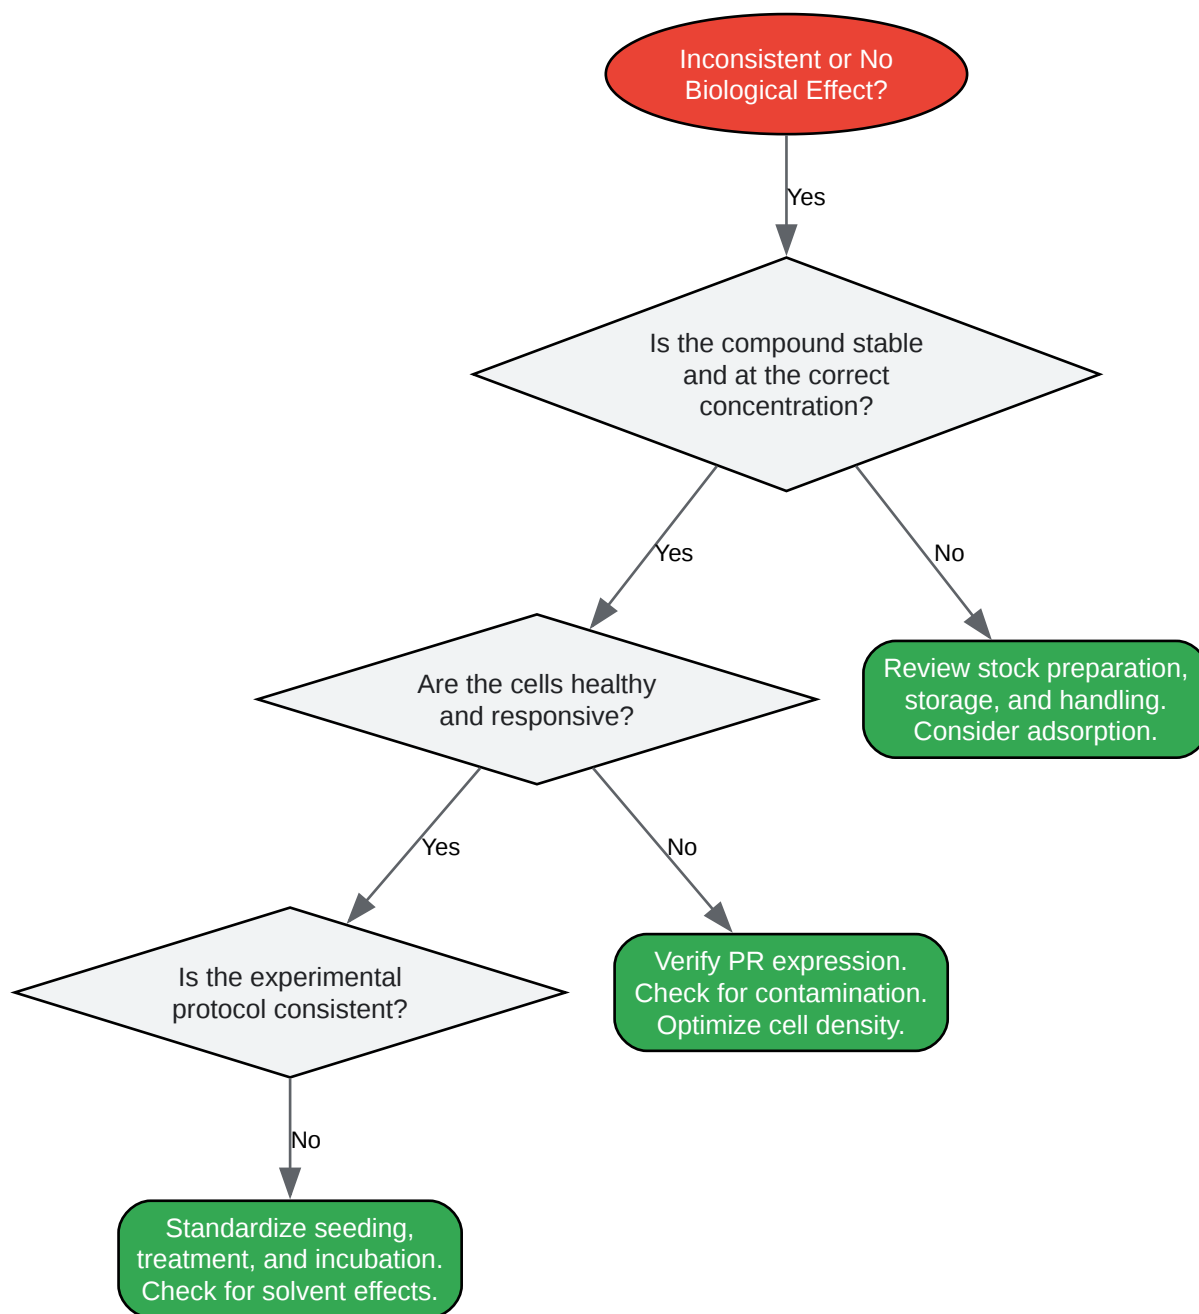 Inconsistent or No
Biological Effect?
Yes
Is the compound stable
and at the correct
concentration?
Yes
No
Are the cells healthy
and responsive?
Review stock preparation,
storage, and handling.
Consider adsorption.
Yes
No
Is the experimental
protocol consistent?
Verify PR expression.
Check for contamination.
Optimize cell density.
No
Standardize seeding,
treatment, and incubation.
Check for solvent effects.